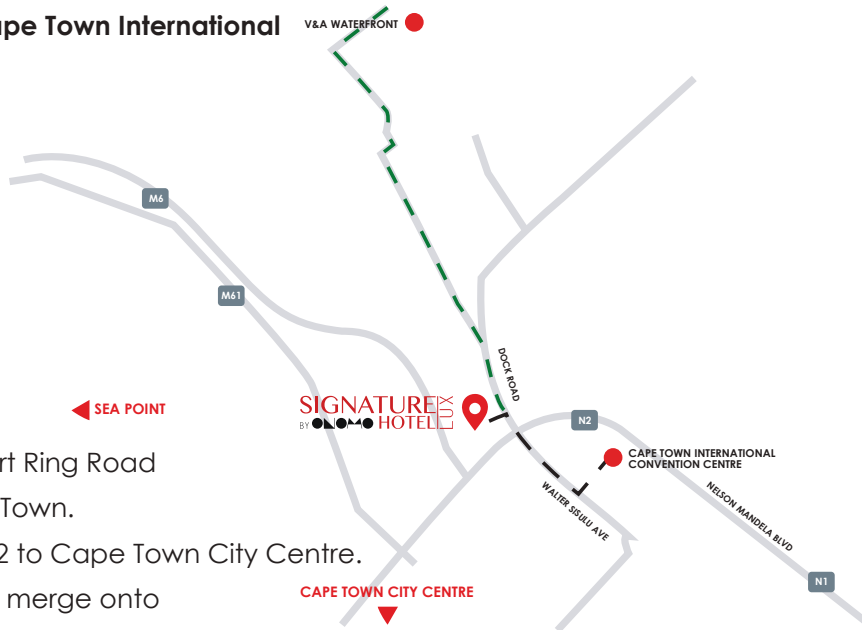 ape Town International
V&A WATERFRONT
M6
M61
DOCK ROAD
SEA POINT
SIGNATURE LUX
BY ONOMO HOTEL
N2
CAPE TOWN INTERNATIONAL
CONVENTION CENTRE
rt Ring Road
Town.
WALTER SISULU AVE
NELSON MANDELA BLVD
2 to Cape Town City Centre.
N1
merge onto
CAPE TOWN CITY CENTRE